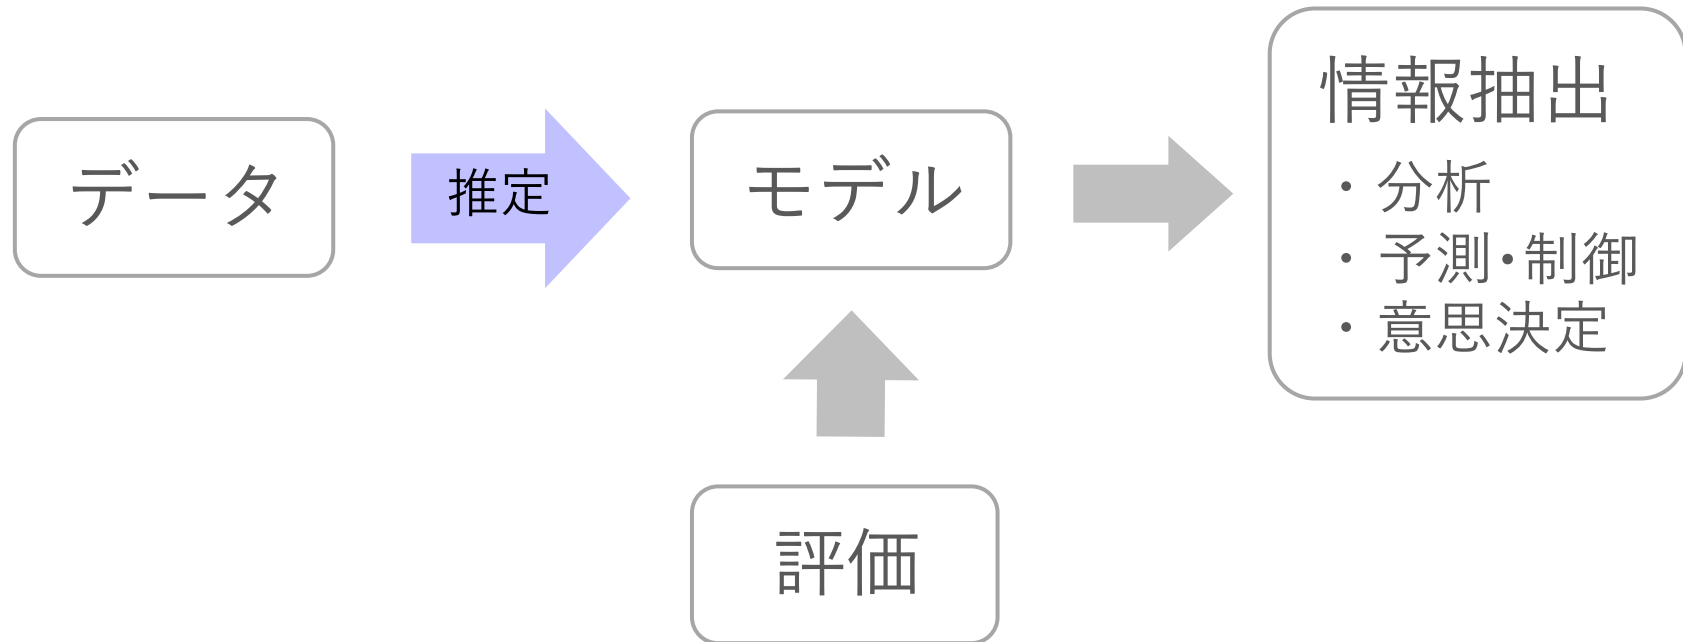 データ
推定
モデル
情報抽出
・分析
・予測・制御
・意思決定
評価